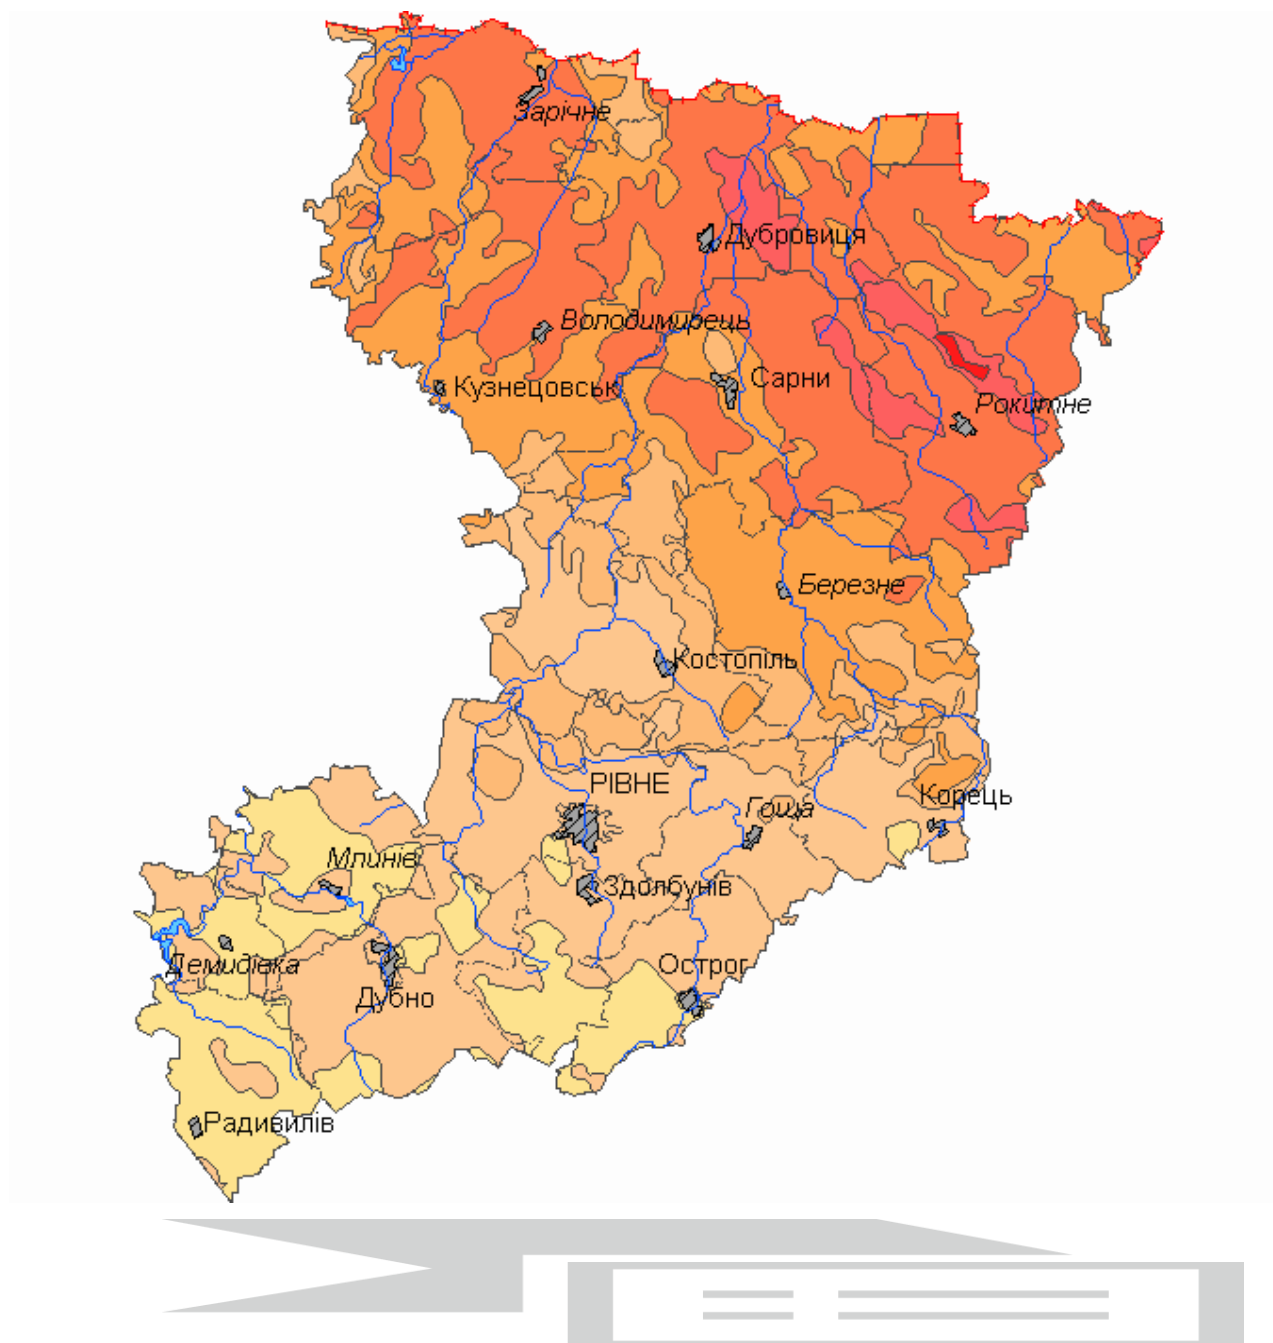 Зарічне
Дубровиця
Володимирець
Сарни
Кузнецовськ
Рокитне
Березне
Костопіль
РІВНЕ
Гоща
Корець
Млинів
Здолбунів
Демидівка
Острог
Дубно
Радивилів